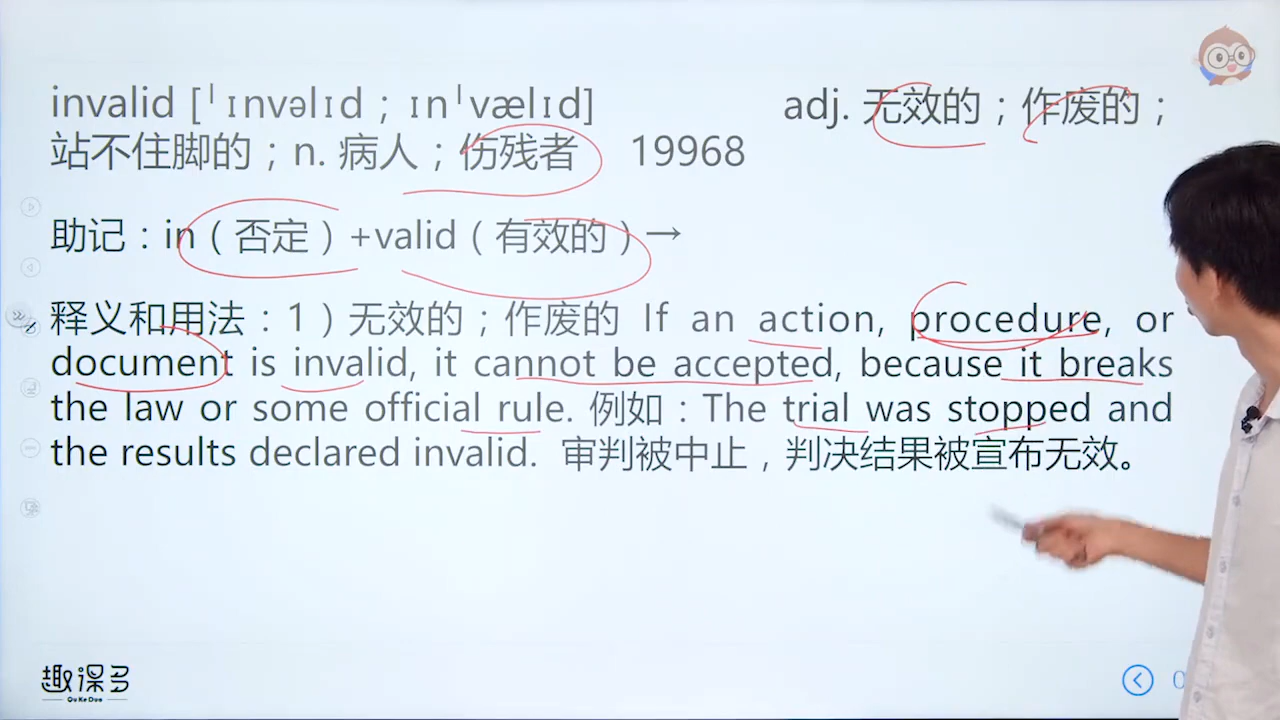 invalid [ˈɪnvəlɪd；ɪnˈvælɪd] adj. 无效的；作废的；
站不住脚的；n. 病人；伤残者 19968
助记：in（否定）+valid（有效的）→
释义和用法：1）无效的；作废的 If an action, procedure, or
document is invalid, it cannot be accepted, because it breaks
the law or some official rule. 例如：The trial was stopped and
the results declared invalid. 审判被中止，判决结果被宣布无效。
趣课多
Qu Ke Duo